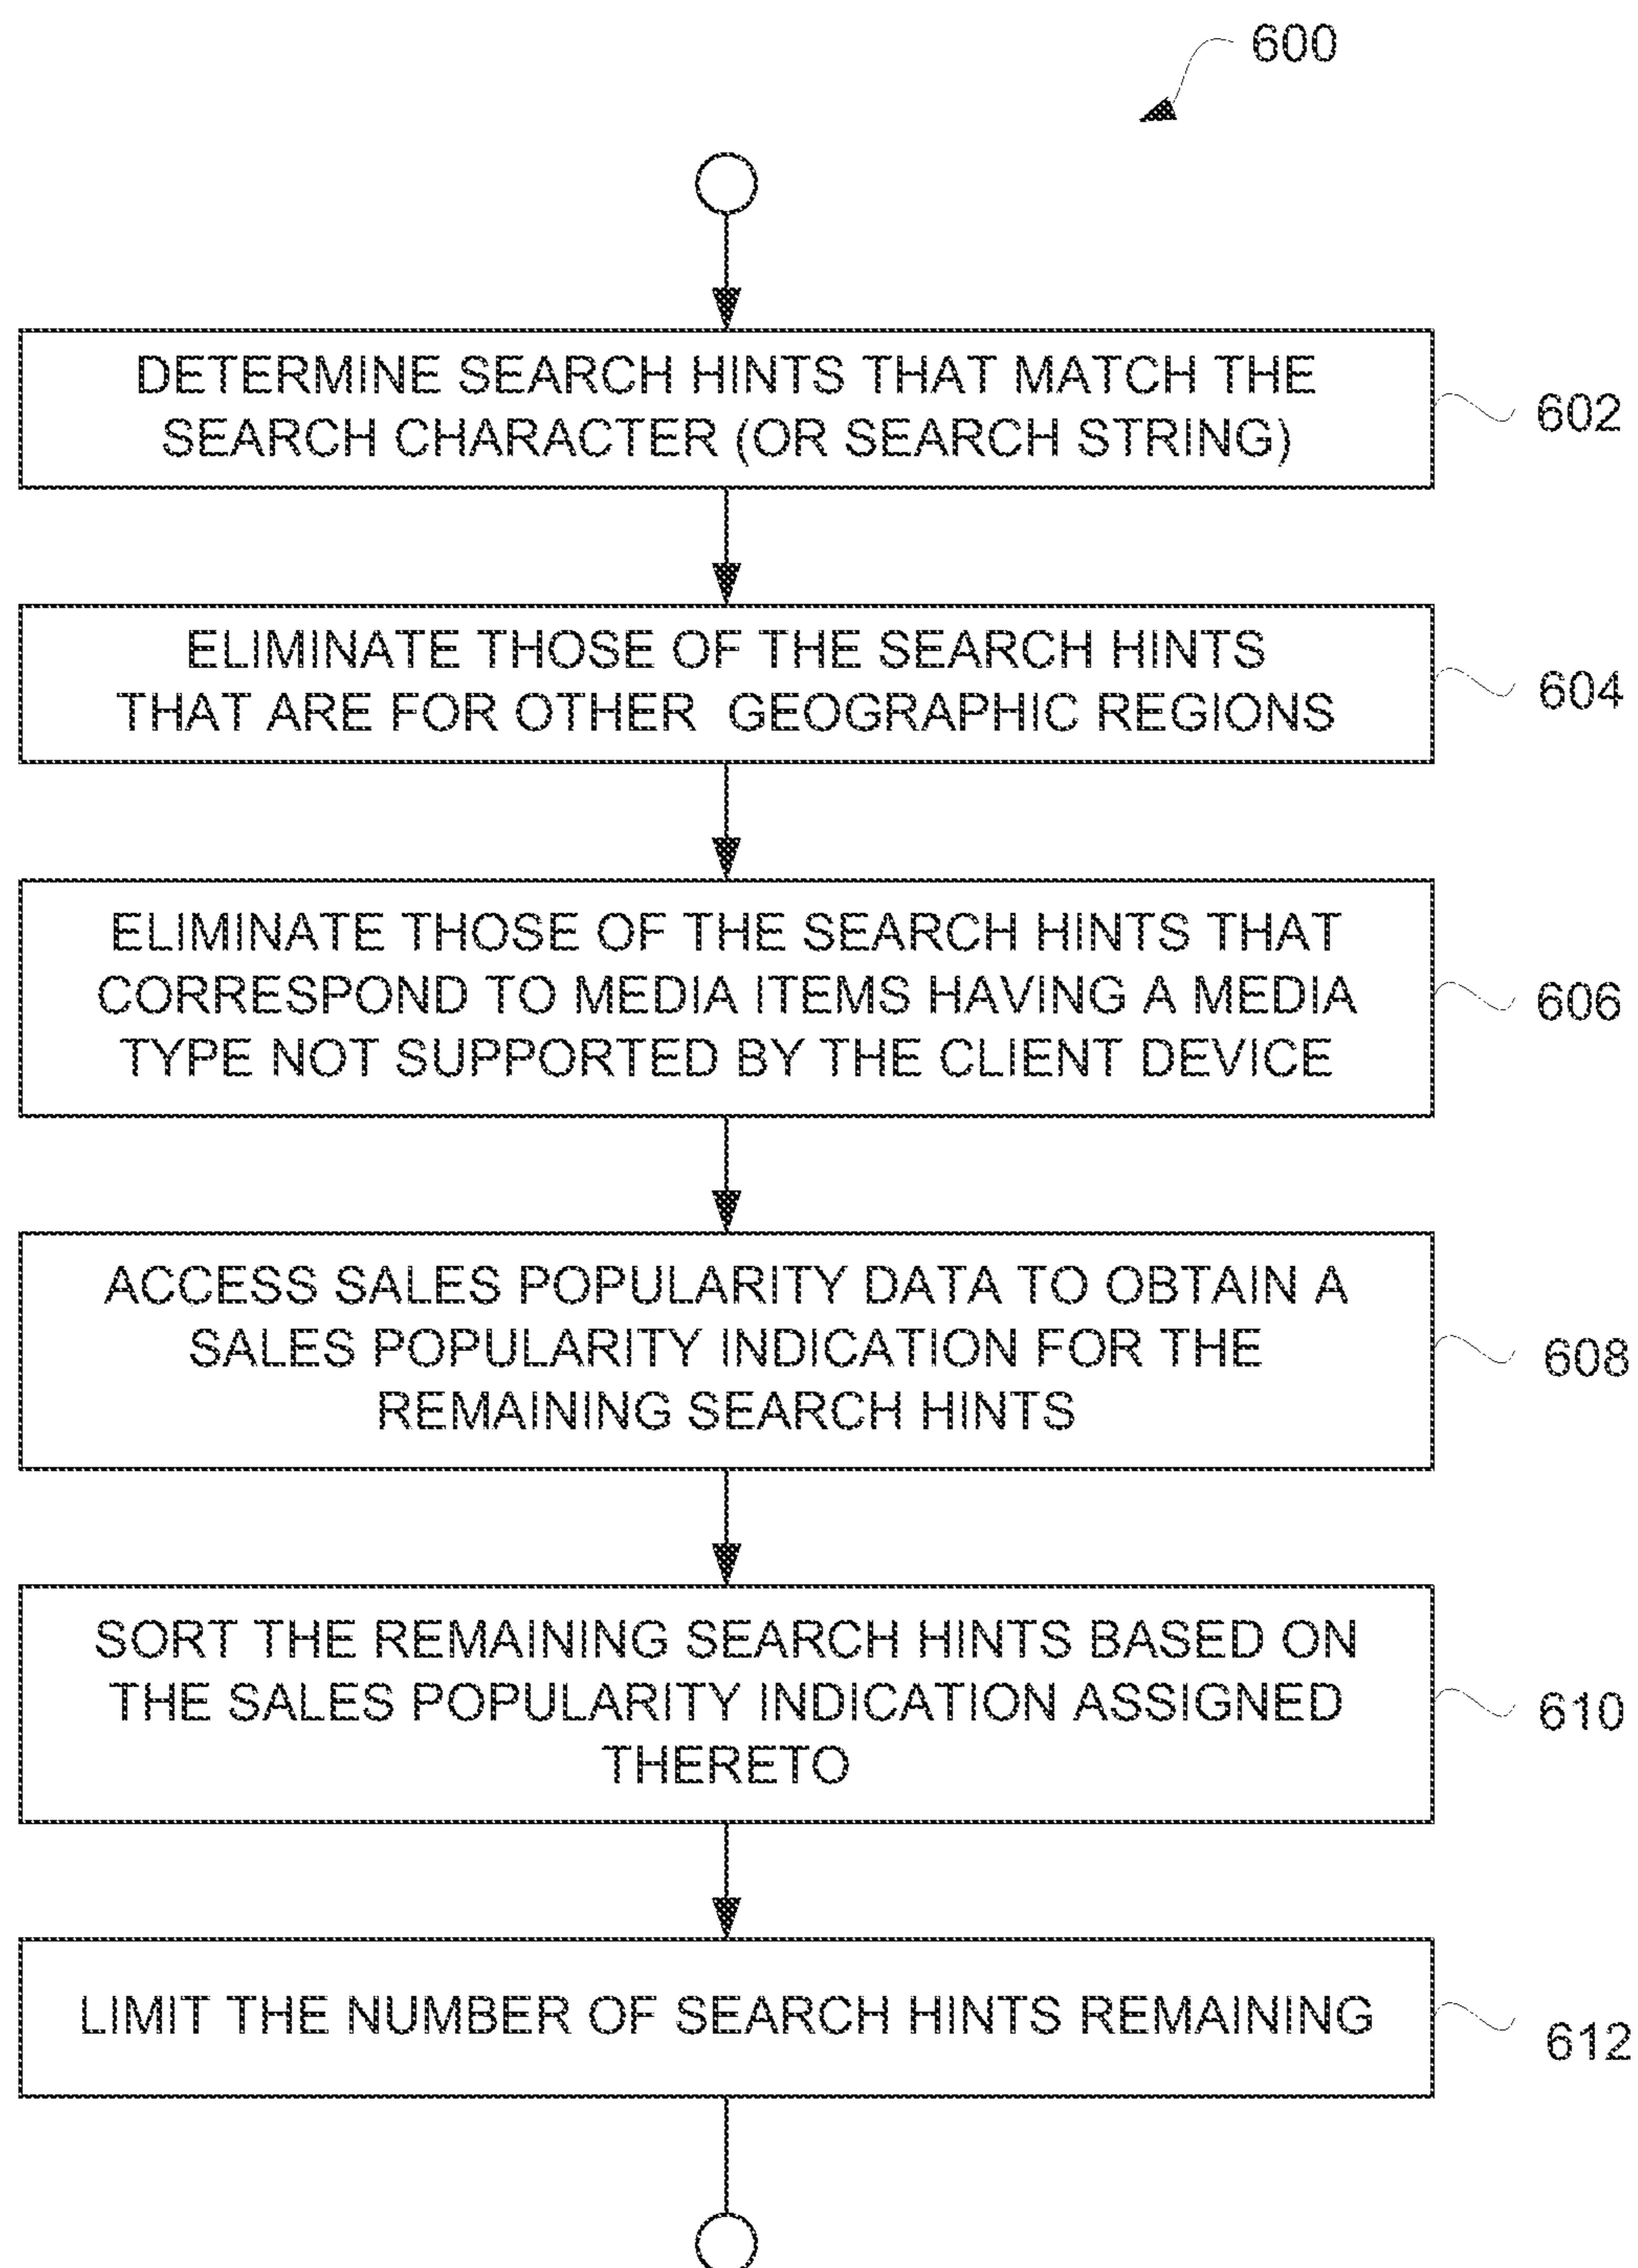 600
DETERMINE SEARCH HINTS THAT MATCH THE
SEARCH CHARACTER (OR SEARCH STRING)
602
ELIMINATE THOSE OF THE SEARCH HINTS
THAT ARE FOR OTHER GEOGRAPHIC REGIONS
604
ELIMINATE THOSE OF THE SEARCH HINTS THAT
CORRESPOND TO MEDIA ITEMS HAVING A MEDIA
TYPE NOT SUPPORTED BY THE CLIENT DEVICE
606
ACCESS SALES POPULARITY DATA TO OBTAIN A
SALES POPULARITY INDICATION FOR THE
REMAINING SEARCH HINTS
608
SORT THE REMAINING SEARCH HINTS BASED ON
THE SALES POPULARITY INDICATION ASSIGNED
THERETO
610
LIMIT THE NUMBER OF SEARCH HINTS REMAINING
612